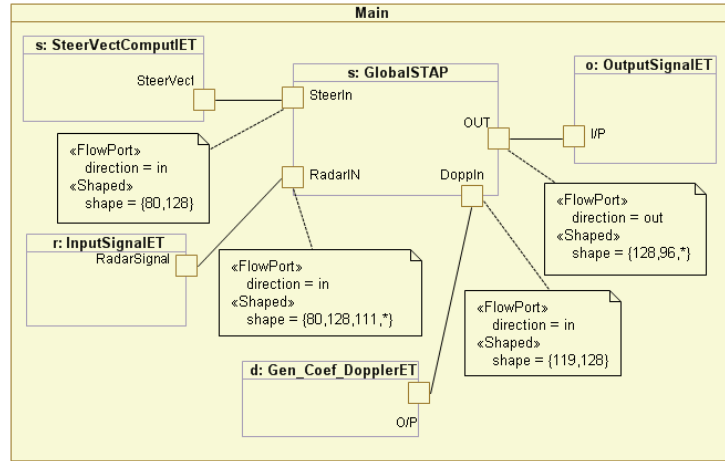 Main
s: SteerVectComputIET
SteerVect
s: GlobalSTAP
SteerIn
OUT
RadarIN
DoppIn
o: OutputSignalET
I/P
«FlowPort»
direction = in
«Shaped»
shape = {80,128}
r: InputSignalET
RadarSignal
«FlowPort»
direction = in
«Shaped»
shape = {80,128,111,*}
«FlowPort»
direction = out
«Shaped»
shape = {128,96,*}
«FlowPort»
direction = in
«Shaped»
shape = {119,128}
d: Gen_Coef_DopplerET
O/P